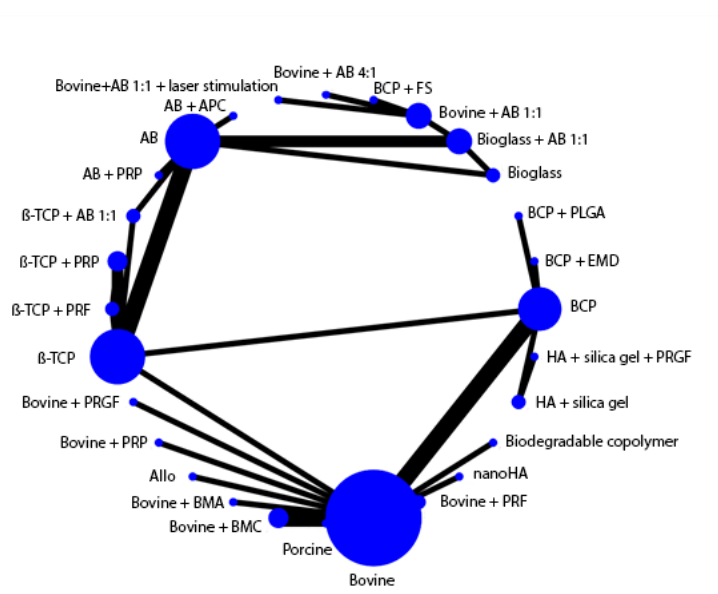 Bovine + AB 4:1
Bovine+AB 1:1 + laser stimulation
BCP + FS
AB + APC
Bovine + AB 1:1
AB
Bioglass + AB 1:1
AB + PRP
Bioglass
ß-TCP + AB 1:1
BCP + PLGA
ß-TCP + PRP
BCP + EMD
ß-TCP + PRF
BCP
ß-TCP
HA + silica gel + PRGF
Bovine + PRGF
HA + silica gel
Bovine + PRP
Biodegradable copolymer
Allo
nanoHA
Bovine + BMA
Bovine + PRF
Bovine + BMC
Porcine
Bovine